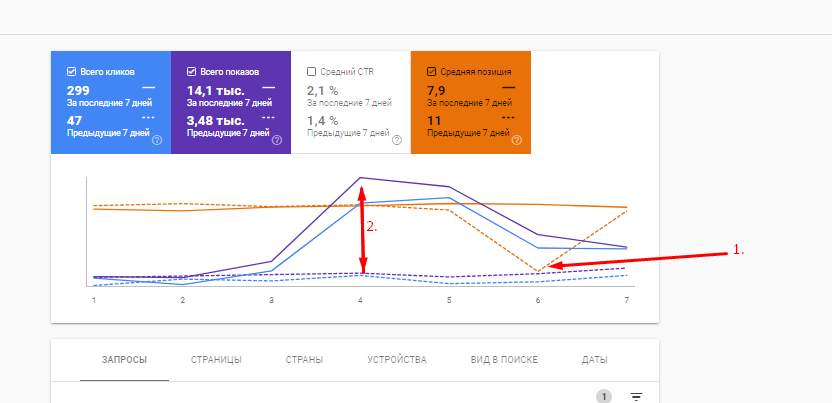 Всего кликов
299
За последние 7 дней
47
Предыдущие 7 дней
Всего показов
14,1 тыс.
За последние 7 дней
3,48 тыс.
Предыдущие 7 дней
Средний CTR
2,1 %
За последние 7 дней
1,4 %
Предыдущие 7 дней
Средняя позиция
7,9
За последние 7 дней
11
Предыдущие 7 дней
2.
1.
1 2 3 4 5 6 7
ЗАПРОСЫ СТРАНИЦЫ СТРАНЫ УСТРОЙСТВА ВИД В ПОИСКЕ ДАТЫ
1